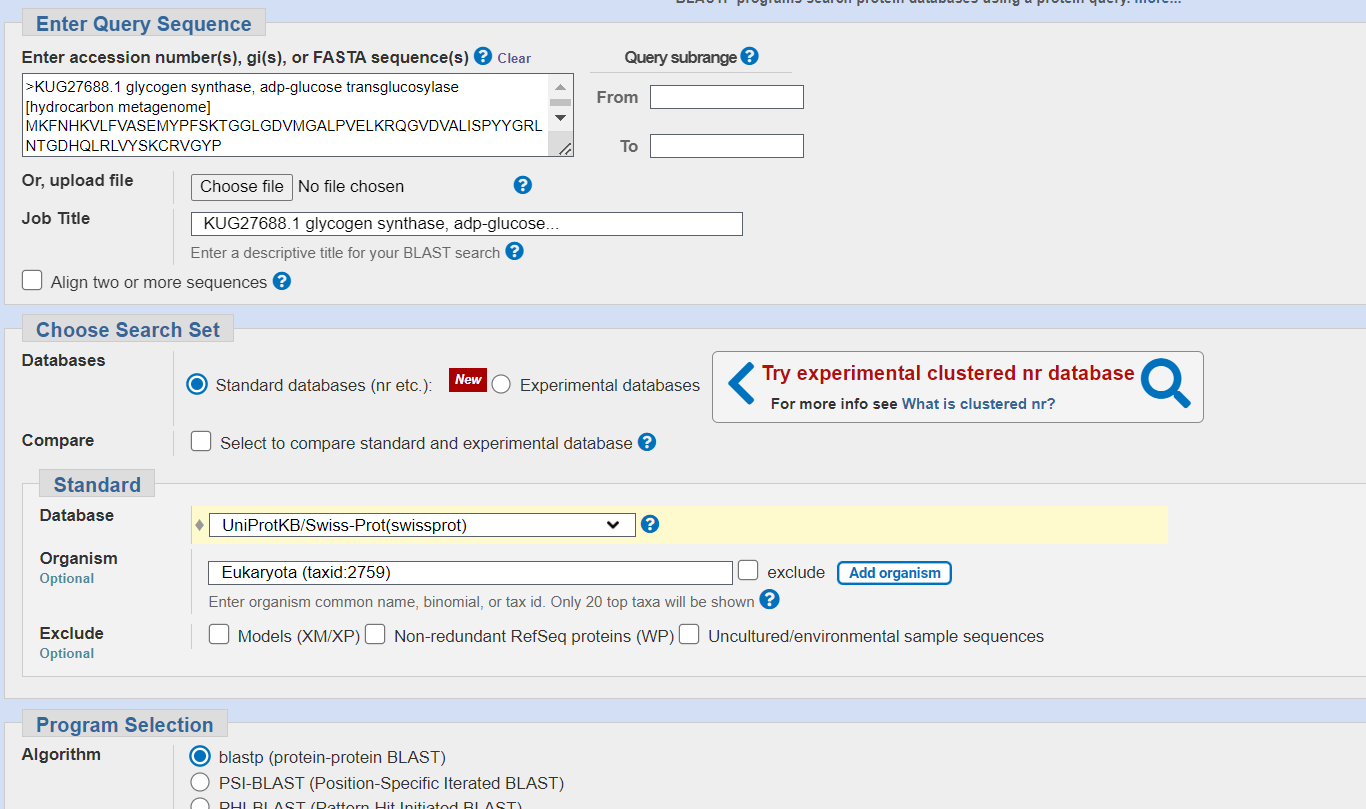 BLASTP programs search protein databases using a protein query. more...
Enter Query Sequence
Enter accession number(s), gi(s), or FASTA sequence(s) ? Clear
Query subrange ?
>KUG27688.1 glycogen synthase, adp-glucose transglucosylase
[hydrocarbon metagenome]
MKFNHKVLFVASEMYPFSKTGGLGDVMGALPVELKRQGVDVALISPYYGRL
NTGDHQLRLVYSKCRVGYP
From
To
Or, upload file
Choose file No file chosen ?
Job Title
KUG27688.1 glycogen synthase, adp-glucose...
Enter a descriptive title for your BLAST search ?
Align two or more sequences ?
Choose Search Set
Databases
Standard databases (nr etc.): New Experimental databases
Try experimental clustered nr database
For more info see What is clustered nr?
Compare
Select to compare standard and experimental database ?
Standard
Database
UniProtKB/Swiss-Prot(swissprot) ?
Organism
Optional
Eukaryota (taxid:2759) exclude Add organism
Enter organism common name, binomial, or tax id. Only 20 top taxa will be shown ?
Exclude
Optional
Models (XM/XP) Non-redundant RefSeq proteins (WP) Uncultured/environmental sample sequences
Program Selection
Algorithm
blastp (protein-protein BLAST)
PSI-BLAST (Position-Specific Iterated BLAST)
PHI-BLAST (Pattern Hit Initiated BLAST)